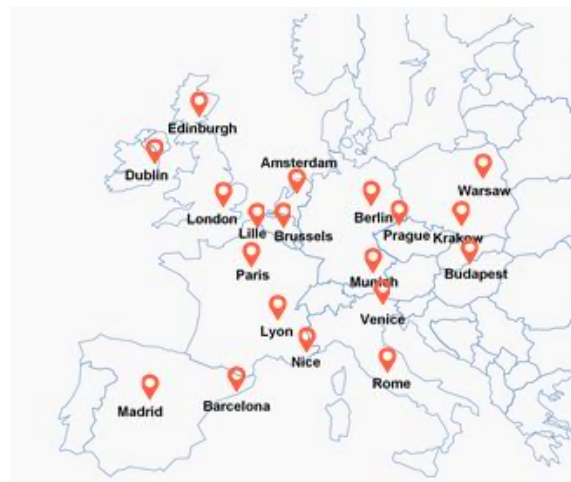 Edinburgh
Dublin
Amsterdam
London
Lille
Brussels
Berlin
Prague
Krakow
Warsaw
Paris
Munich
Budapest
Lyon
Venice
Nice
Rome
Madrid
Barcelona